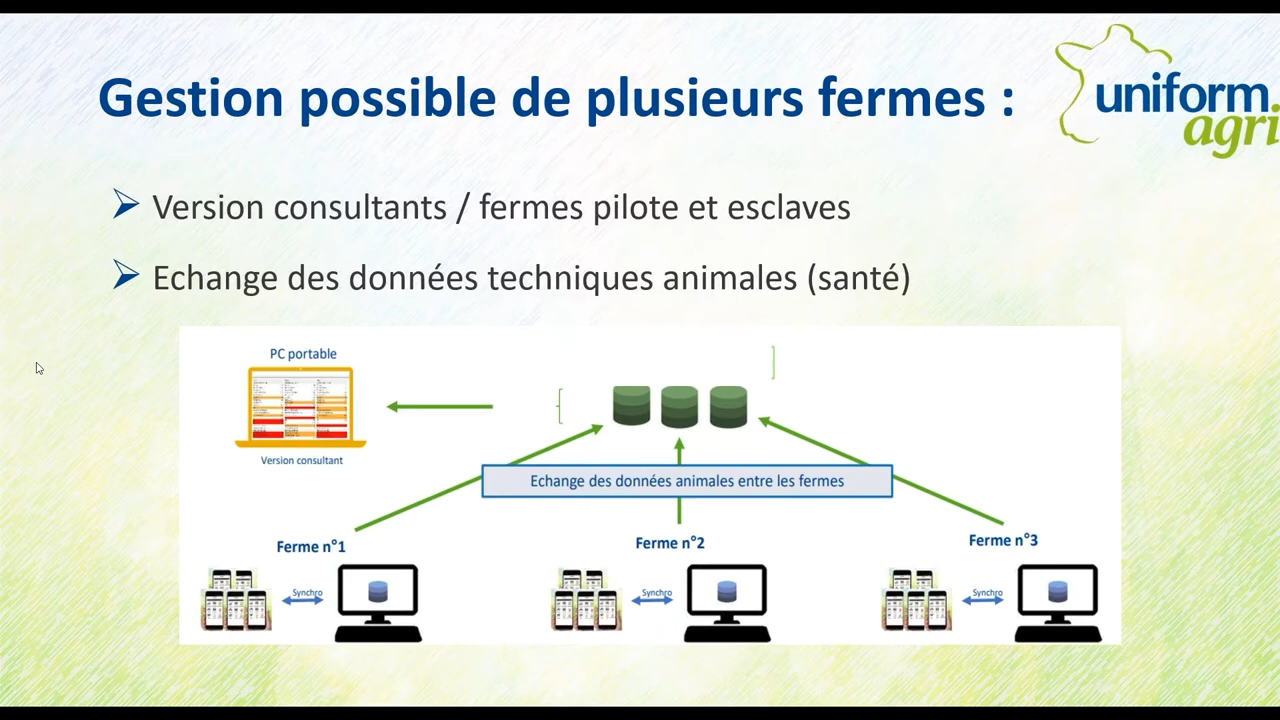 Gestion possible de plusieurs fermes :
uniform.
agri
Version consultants / fermes pilote et esclaves
Echange des données techniques animales (santé)
PC portable
Version consultant
Echange des données animales entre les fermes
Ferme n°1
Ferme n°2
Ferme n°3
Synchro
Synchro
Synchro